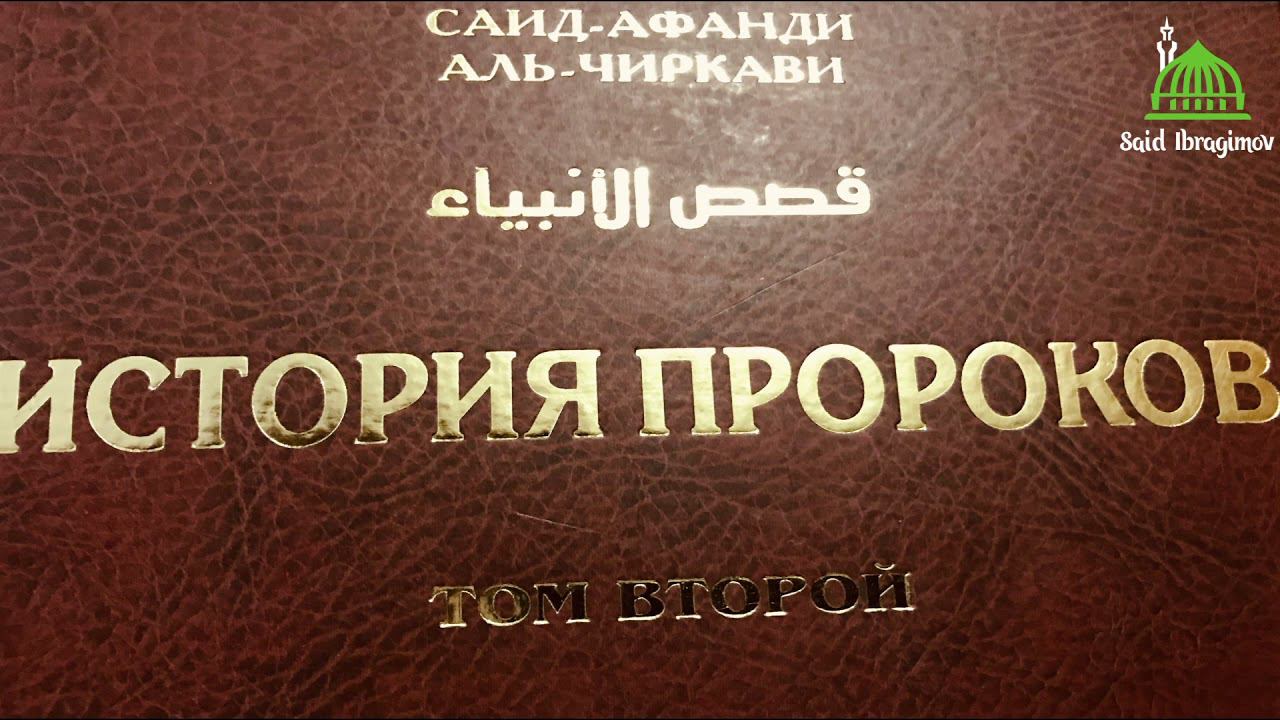 САИД-АФАНДИ
АЛЬ-ЧИРКАВИ
قصص الأنبياء
ИСТОРИЯ ПРОРОКОВ
ТОМ ВТОРОЙ
Said Ibragimov